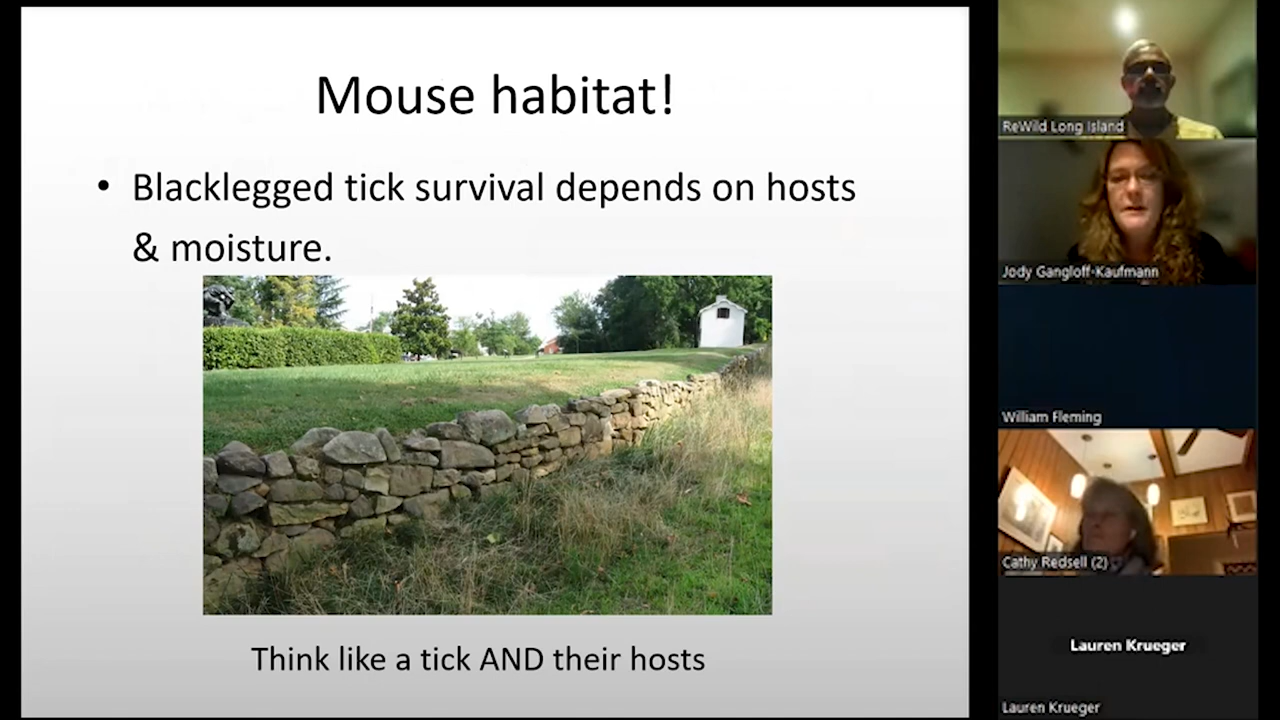 Mouse habitat!
• Blacklegged tick survival depends on hosts
& moisture.
Think like a tick AND their hosts
ReWild Long Island
Jody Gangloff-Kaufmann
William Fleming
Cathy Redsell (2)
Lauren Krueger
Lauren Krueger